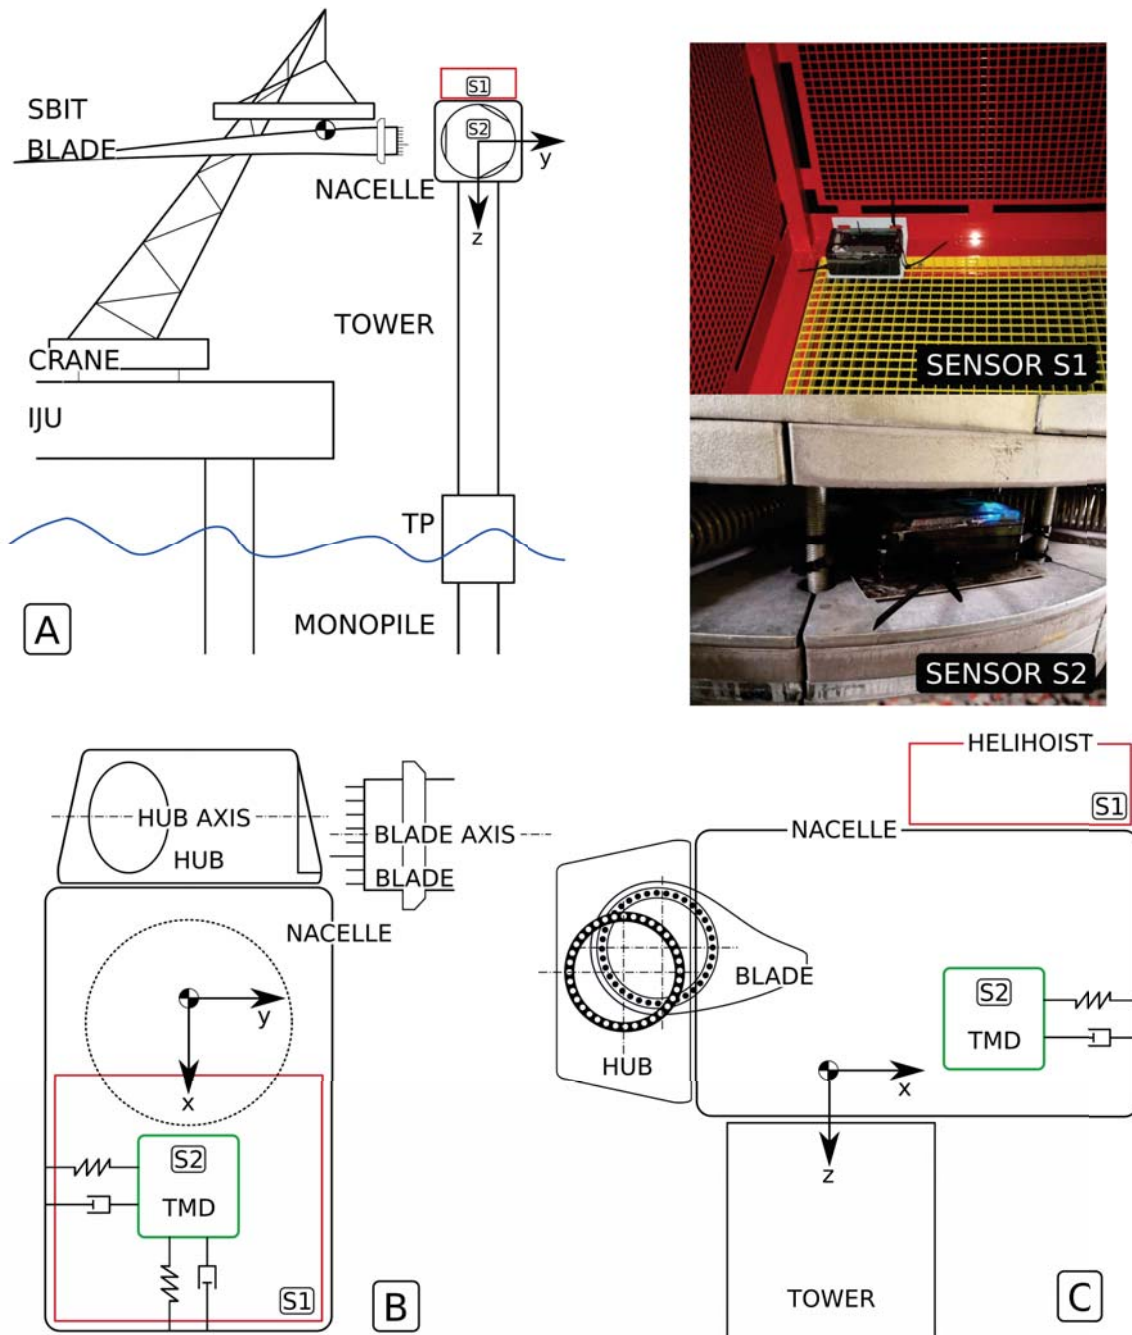 SBIT
BLADE
S1
S2
y
NACELLE
z
TOWER
CRANE
IJU
TP
MONOPILE
A
SENSOR S1
SENSOR S2
HUB AXIS
HUB
BLADE AXIS
BLADE
NACELLE
y
x
S2
TMD
S1
B
HELIHOIST
S1
NACELLE
BLADE
HUB
S2
TMD
x
z
TOWER
C